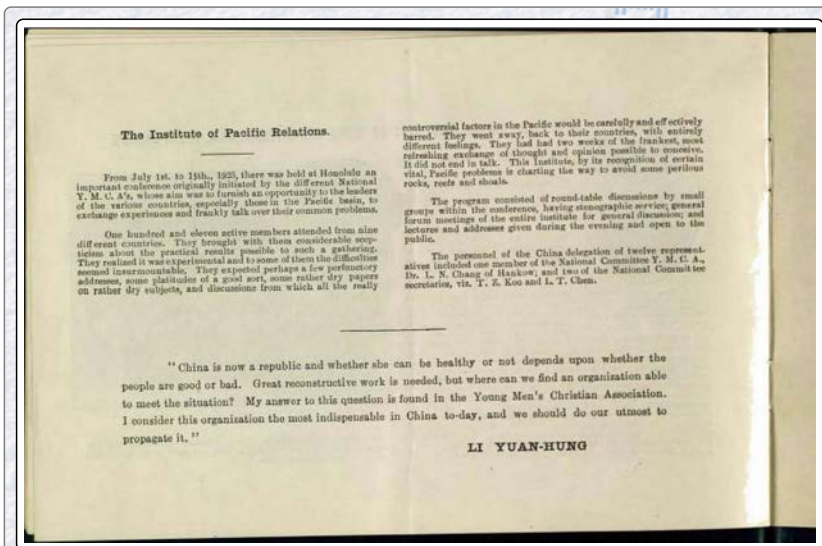 The Institute of Pacific Relations.
From July 1st. to 15th., 1925, there was held at Honolulu an
important conference originally initiated by the different National
Y. M. C. A's, whose aim was to furnish an opportunity to the leaders
of the various countries, especially those in the Pacific basin, to
exchange experiences and frankly talk over their common problems.
One hundred and eleven active members attended from nine
different countries. They brought with them considerable scep-
ticism about the practical results possible to such a gathering.
They realized it was experimental and to some of them the difficulties
seemed insurmountable. They expected perhaps a few perfunctory
addresses, some platitudes of a good sort, some rather dry papers
on rather dry subjects, and discussions from which all the really
controversial factors in the Pacific would be carefully and effectively
barred. They went away, back to their countries, with entirely
different feelings. They had had two weeks of the frankest, most
refreshing exchange of thought and opinion possible to conceive.
It did not end in talk. This Institute, by its recognition of certain
vital, Pacific problems is charting the way to avoid some perilous
rocks, reefs and shoals.
The program consisted of round-table discussions by small
groups within the conference, having stenographic service; general
forum meetings of the entire institute for general discussion; and
lectures and addresses given during the evening and open to the
public.
The personnel of the China delegation of twelve represent-
atives included one member of the National Committee Y. M. C. A.,
Dr. L. N. Chang of Hankow; and two of the National Committee
secretaries, viz. T. Z. Koo and L. T. Chen.
"China is now a republic and whether she can be healthy or not depends upon whether the
people are good or bad. Great reconstructive work is needed, but where can we find an organization able
to meet the situation? My answer to this question is found in the Young Men's Christian Association.
I consider this organization the most indispensable in China to-day, and we should do our utmost to
propagate it."
LI YUAN-HUNG